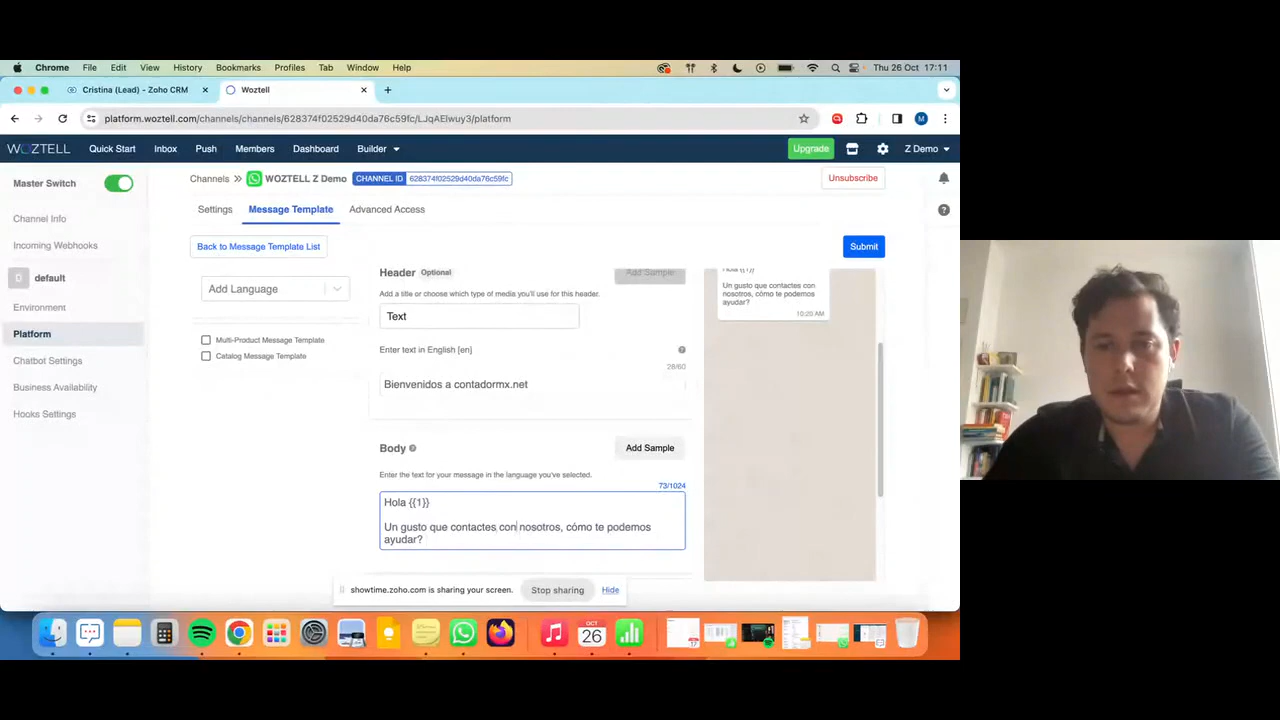 Chrome File Edit View History Bookmarks Profiles Tab Window Help Thu 26 Oct 17:11
Cristina (Lead) - Zoho CRM
Woztell
platform.woztell.com/channels/channels/628374f02529d40da76c59fc/LJqAElwuy3/platform
M
WOZTELL Quick Start Inbox Push Members Dashboard Builder Upgrade Z Demo
Master Switch
Channels » WOZTELL Z Demo CHANNEL ID 628374f02529d40da76c59fc Unsubscribe
Settings Message Template Advanced Access
Channel Info
Incoming Webhooks
D default
Environment
Platform
Chatbot Settings
Business Availability
Hooks Settings
Back to Message Template List
Submit
Add Language
Multi-Product Message Template
Catalog Message Template
Header Optional
Add Sample
Add a title or choose which type of media you'll use for this header.
Text
Enter text in English [en]
28/60
Bienvenidos a contadormx.net
Body
Add Sample
Enter the text for your message in the language you've selected.
73/1024
Hola {{1}}
Un gusto que contactes con nosotros, cómo te podemos
ayudar?
Hola {{1}}
Un gusto que contactes con
nosotros, cómo te podemos
ayudar?
10:20 AM
showtime.zoho.com is sharing your screen. Stop sharing Hide
OCT
26
17